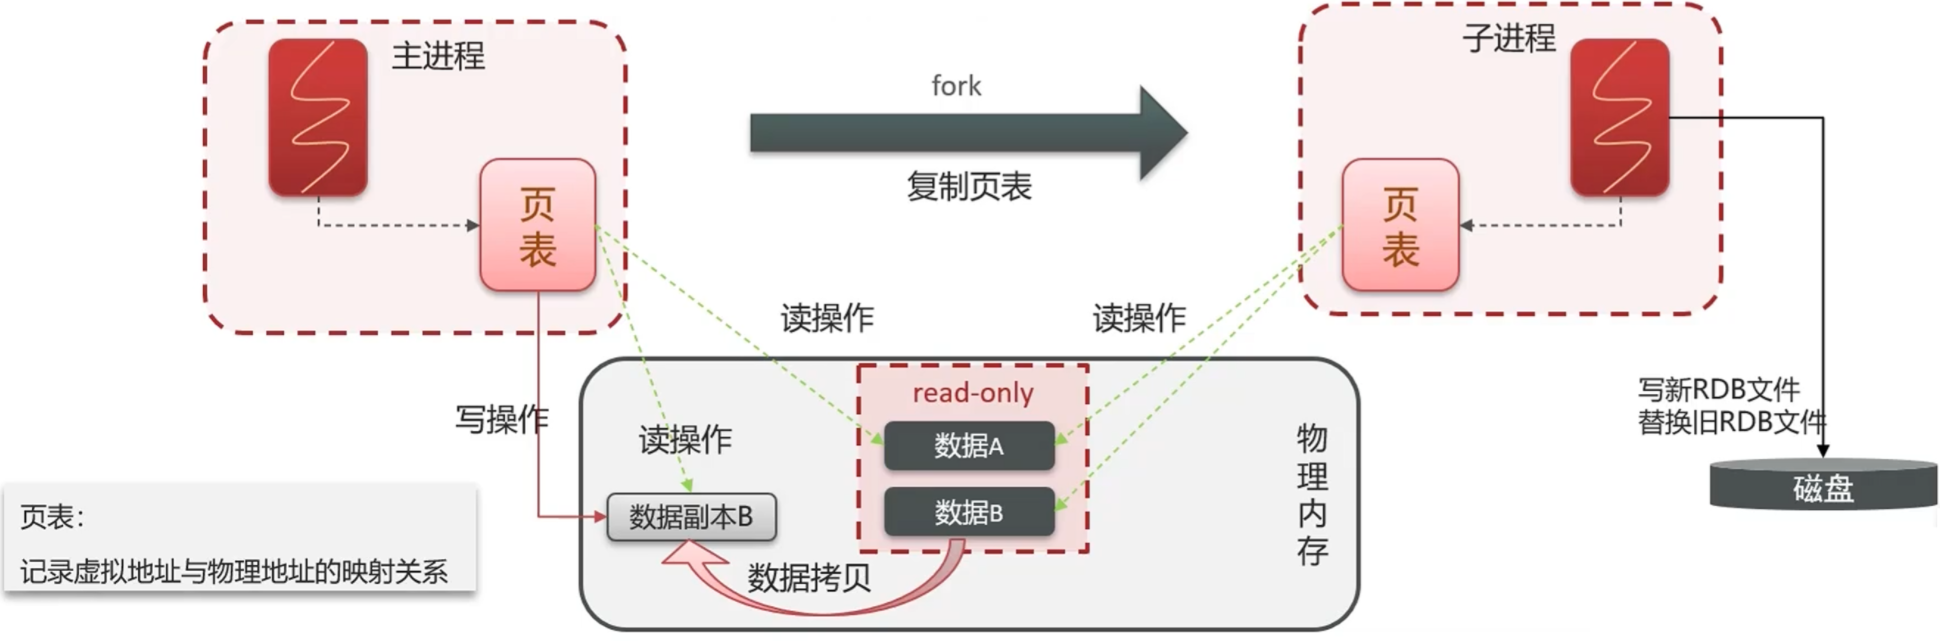 主进程
子进程
fork
复制页表
页表
页表
读操作
读操作
写操作
读操作
read-only
数据A
数据B
数据副本B
数据拷贝
物理内存
写新RDB文件
替换旧RDB文件
磁盘
页表：
记录虚拟地址与物理地址的映射关系